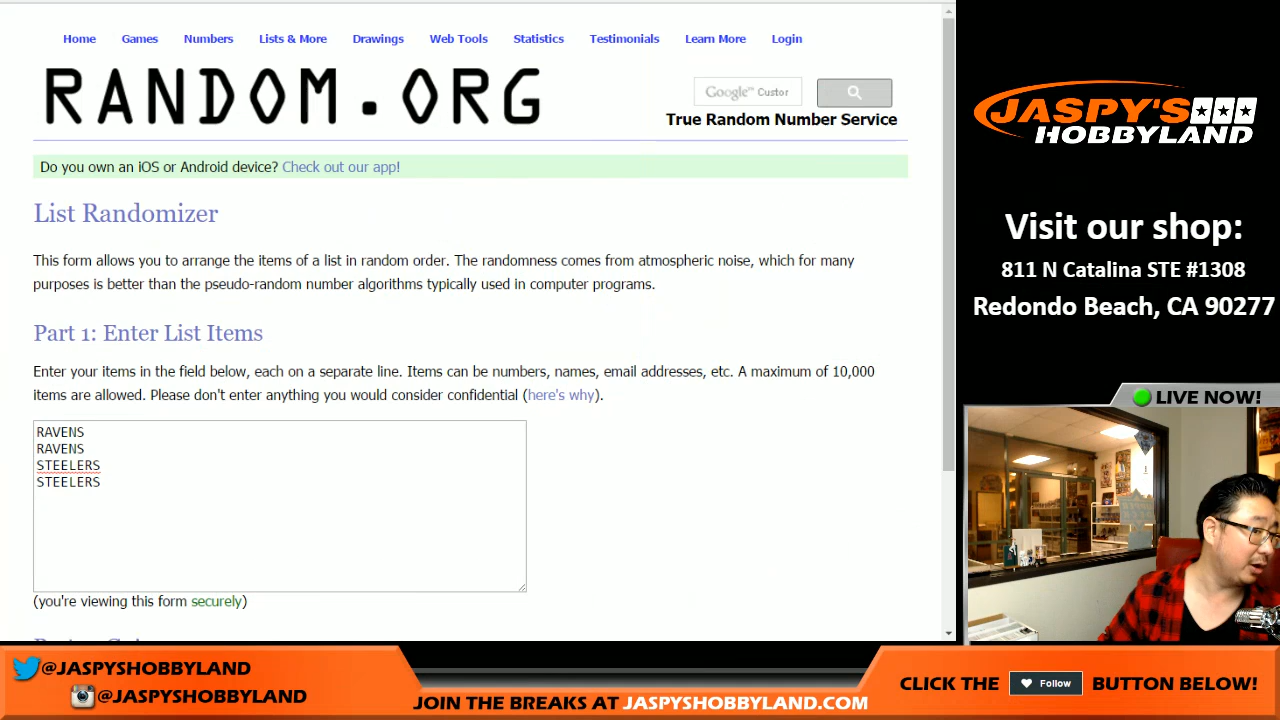 Home Games Numbers Lists & More Drawings Web Tools Statistics Testimonials Learn More Login
RANDOM.ORG
Google™ Custor
True Random Number Service
Do you own an iOS or Android device? Check out our app!
List Randomizer
This form allows you to arrange the items of a list in random order. The randomness comes from atmospheric noise, which for many
purposes is better than the pseudo-random number algorithms typically used in computer programs.
Part 1: Enter List Items
Enter your items in the field below, each on a separate line. Items can be numbers, names, email addresses, etc. A maximum of 10,000
items are allowed. Please don't enter anything you would consider confidential (here's why).
RAVENS
RAVENS
STEELERS
STEELERS
(you're viewing this form securely)
JASPY'S
HOBBYLAND
Visit our shop:
811 N Catalina STE #1308
Redondo Beach, CA 90277
LIVE NOW!
@JASPYSHOBBYLAND
@JASPYSHOBBYLAND
JOIN THE BREAKS AT JASPYSHOBBYLAND.COM
CLICK THE Follow BUTTON BELOW!